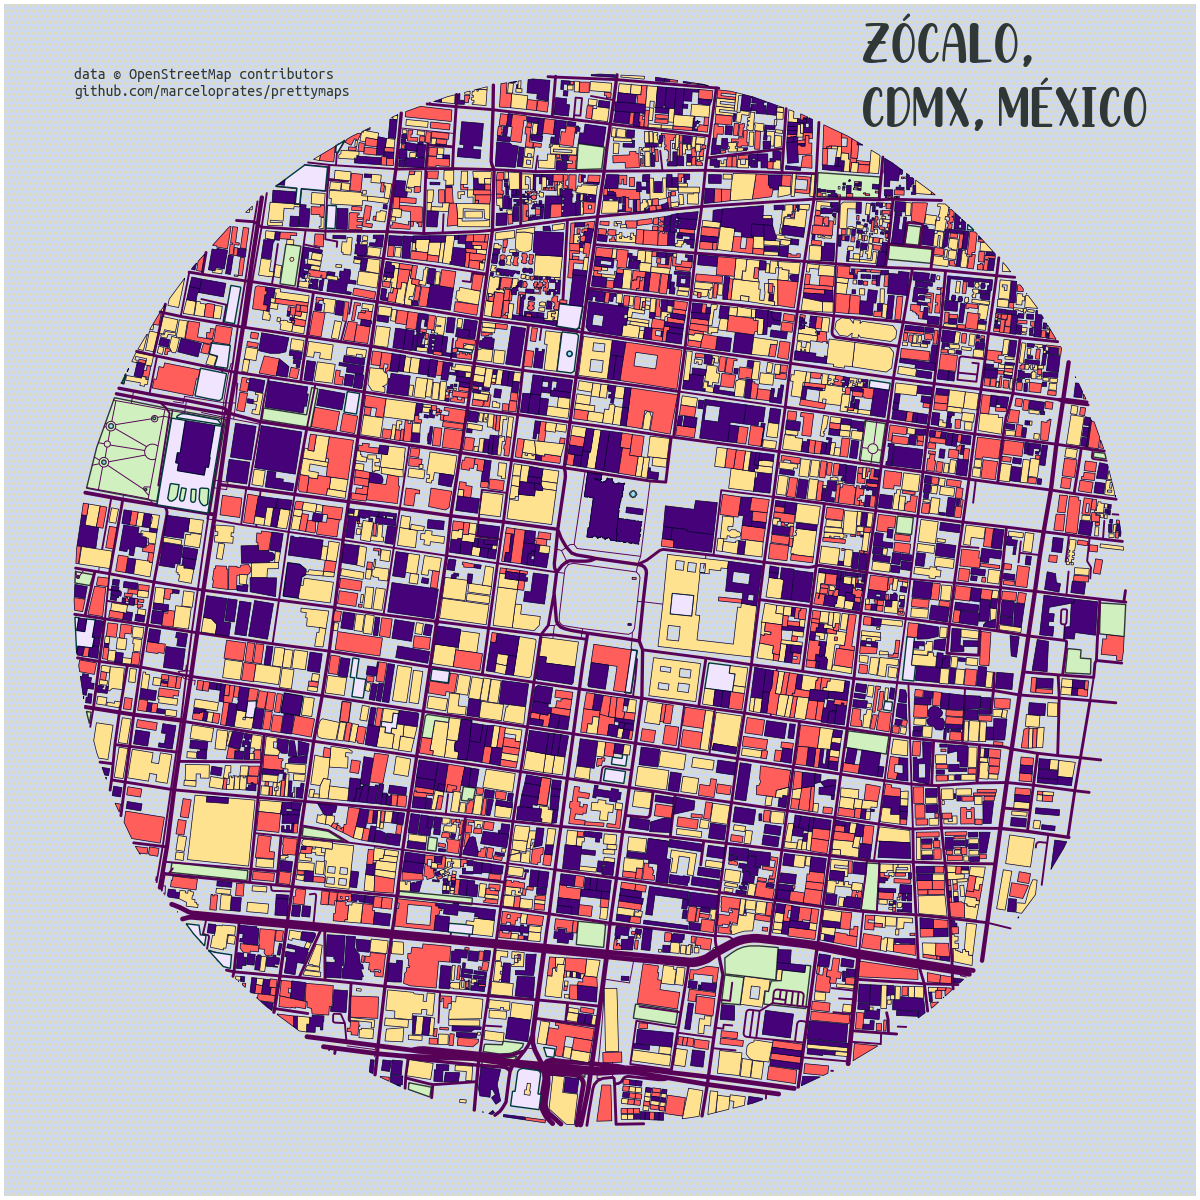 ZÓCALO,
CDMX, MÉXICO
data © OpenStreetMap contributors
github.com/marceloprates/prettymaps